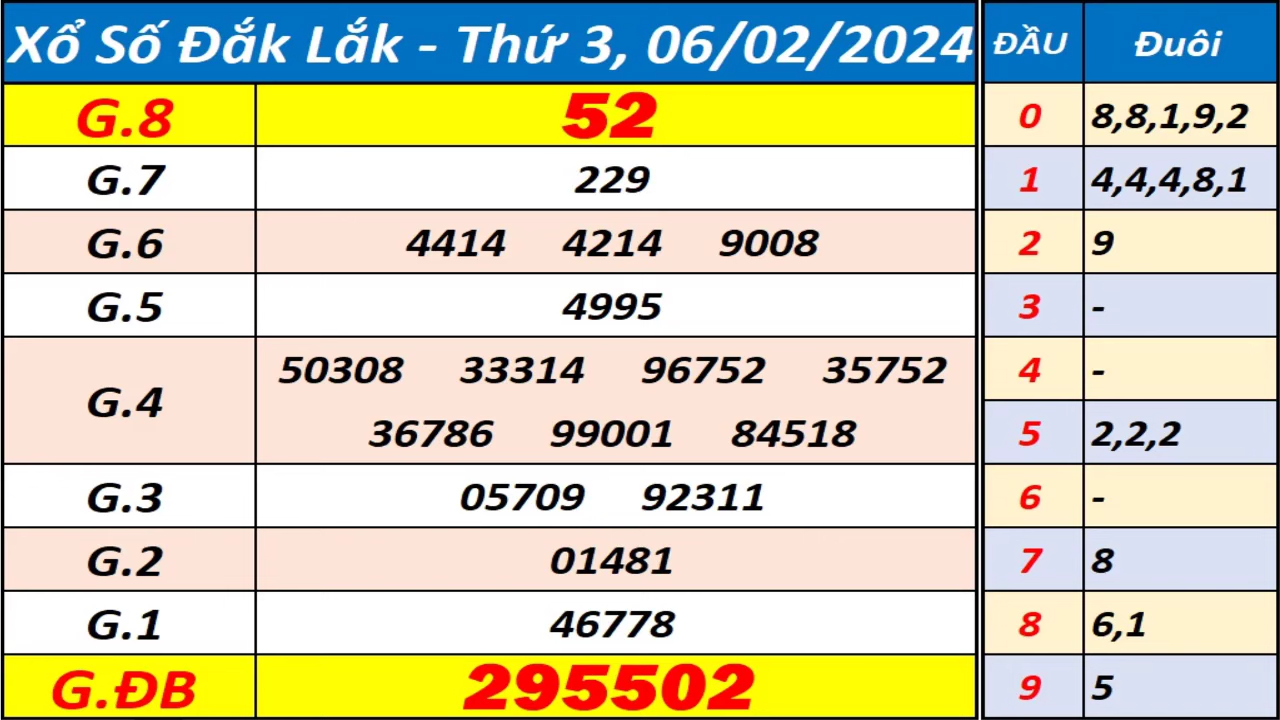 Xổ Số Đắk Lắk - Thứ 3, 06/02/2024 ĐẦU Đuôi
G.8 52 0 8,8,1,9,2
G.7 229 1 4,4,4,8,1
G.6 4414 4214 9008 2 9
G.5 4995 3 -
50308 33314 96752 35752 4 -
G.4
36786 99001 84518 5 2,2,2
G.3 05709 92311 6 -
G.2 01481 7 8
G.1 46778 8 6,1
G.ĐB 295502 9 5